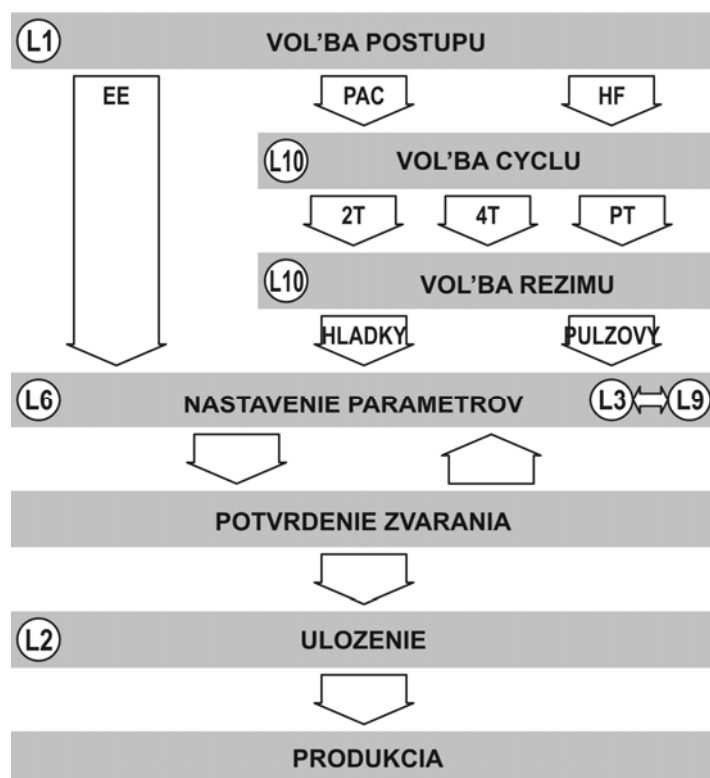 L1 VOL'BA POSTUPU
EE PAC HF
L10 VOL'BA CYCLU
2T 4T PT
L10 VOL'BA REZIMU
HLADKY PULZOVY
L6 NASTAVENIE PARAMETROV L3 L9
POTVRDENIE ZVARANIA
L2 ULOZENIE
PRODUKCIA